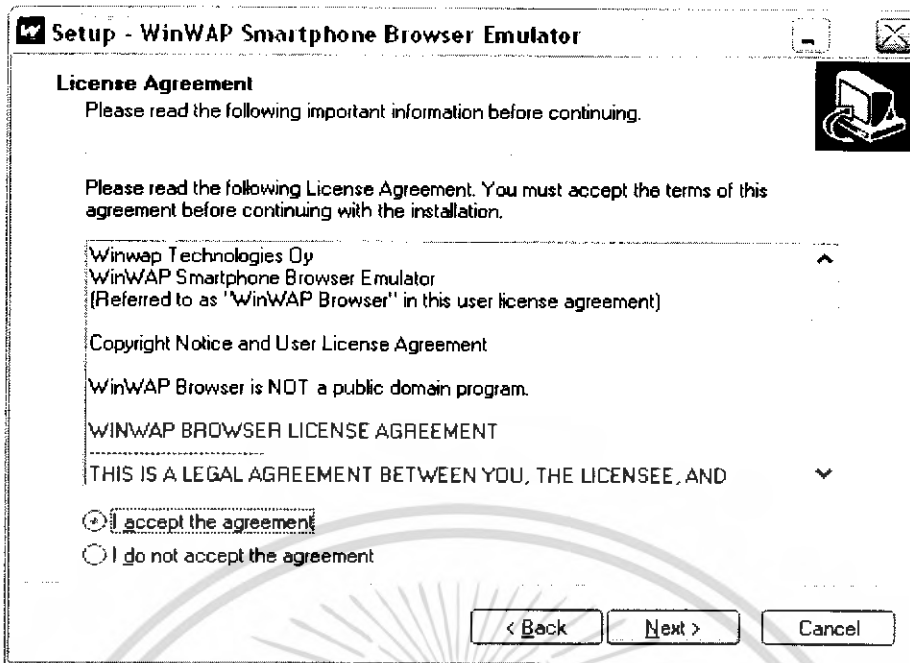 Setup - WinWAP Smartphone Browser Emulator
License Agreement
Please read the following important information before continuing.
Please read the following License Agreement. You must accept the terms of this
agreement before continuing with the installation.
Winwap Technologies Oy
WinWAP Smartphone Browser Emulator
(Referred to as "WinWAP Browser" in this user license agreement)
Copyright Notice and User License Agreement
WinWAP Browser is NOT a public domain program.
WINWAP BROWSER LICENSE AGREEMENT
------------------------------
THIS IS A LEGAL AGREEMENT BETWEEN YOU, THE LICENSEE, AND
I accept the agreement
I do not accept the agreement
< Back Next > Cancel